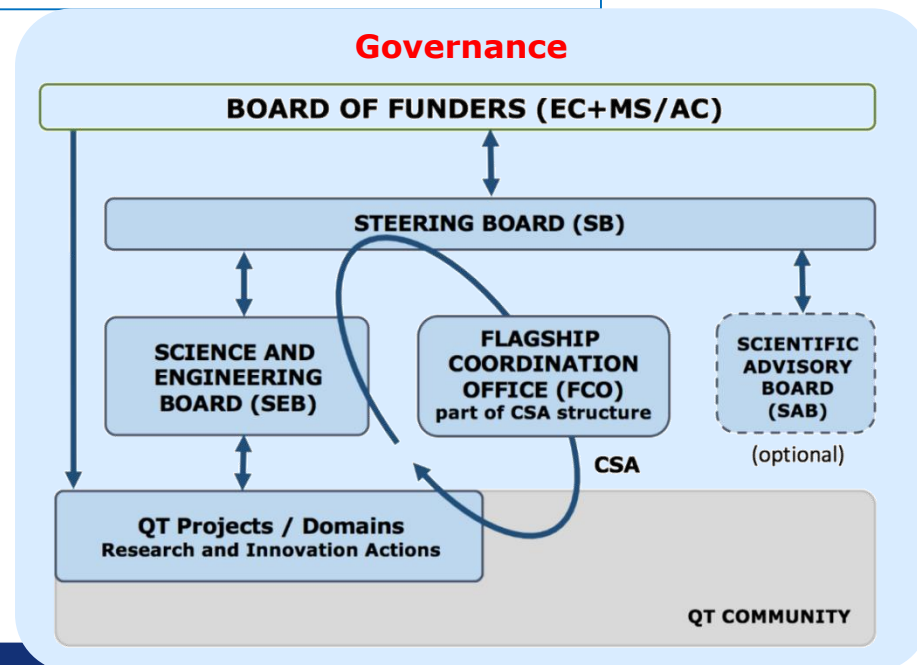 Governance
BOARD OF FUNDERS (EC+MS/AC)
STEERING BOARD (SB)
SCIENCE AND
ENGINEERING
BOARD (SEB)
FLAGSHIP
COORDINATION
OFFICE (FCO)
part of CSA structure
SCIENTIFIC
ADVISORY
BOARD
(SAB)
(optional)
CSA
QT Projects / Domains
Research and Innovation Actions
QT COMMUNITY